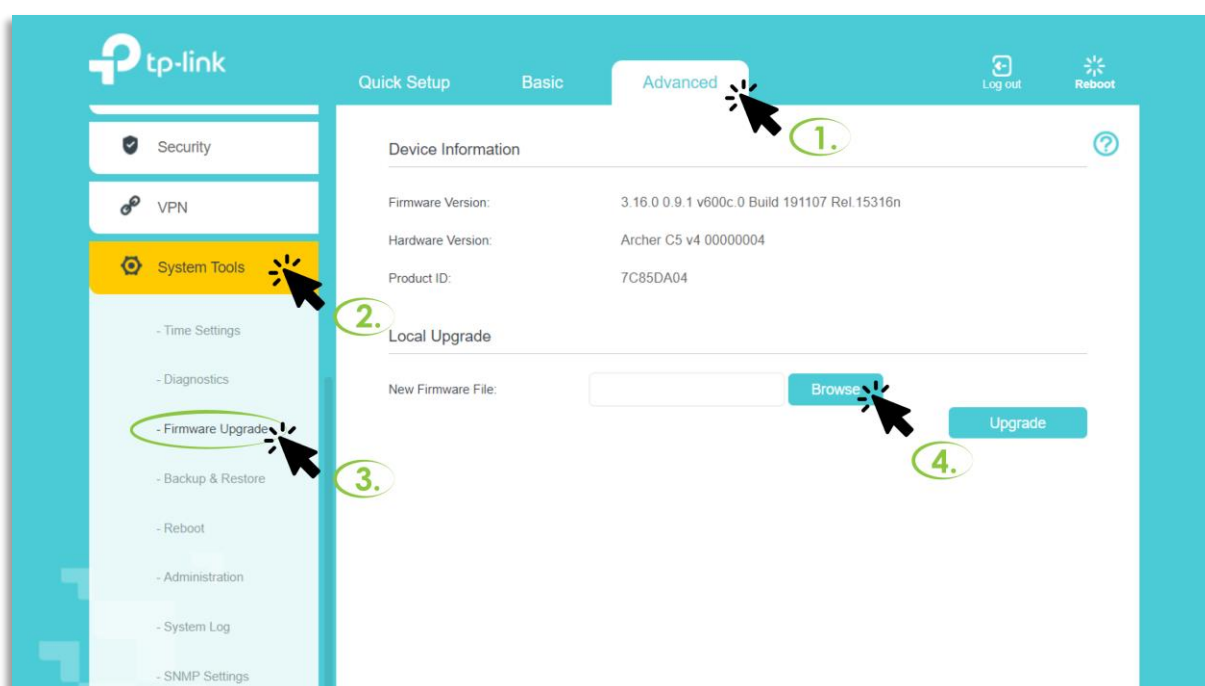 tp-link
Quick Setup Basic Advanced Log out Reboot
1.
Security
Device Information
VPN
Firmware Version: 3.16.0 0.9.1 v600c.0 Build 191107 Rel.15316n
Hardware Version: Archer C5 v4 00000004
System Tools
Product ID: 7C85DA04
2.
- Time Settings
Local Upgrade
- Diagnostics
New Firmware File: Browse
- Firmware Upgrade
Upgrade
4.
- Backup & Restore
3.
- Reboot
- Administration
- System Log
- SNMP Settings